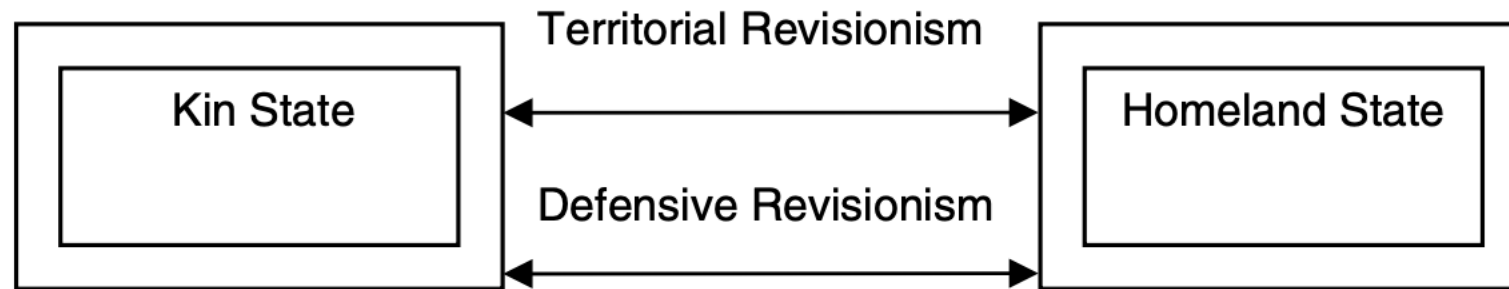 Territorial Revisionism
Kin State
Homeland State
Defensive Revisionism